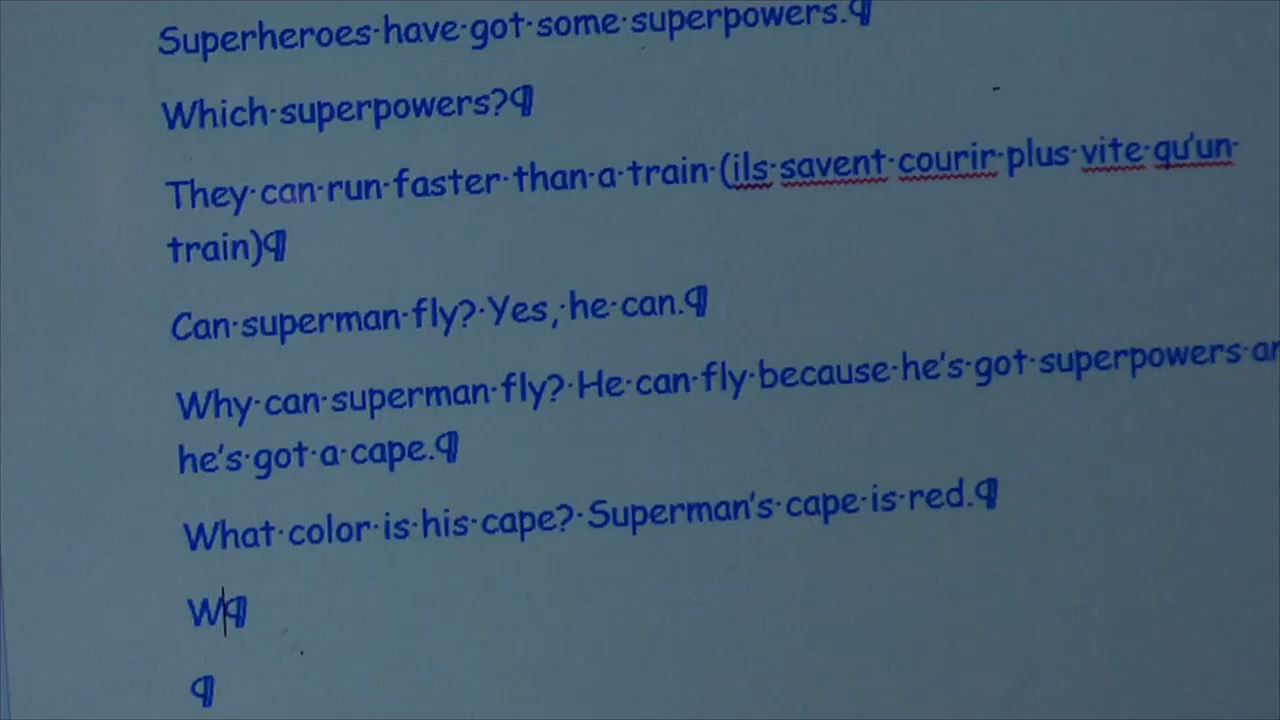 Superheroes have got some superpowers.¶
Which superpowers?¶
They can run faster than a train (ils savent courir plus vite qu'un
train)¶
Can superman fly? Yes, he can.¶
Why can superman fly? He can fly because he's got superpowers
he's got a cape.¶
What color is his cape? Superman's cape is red.¶
W¶
¶